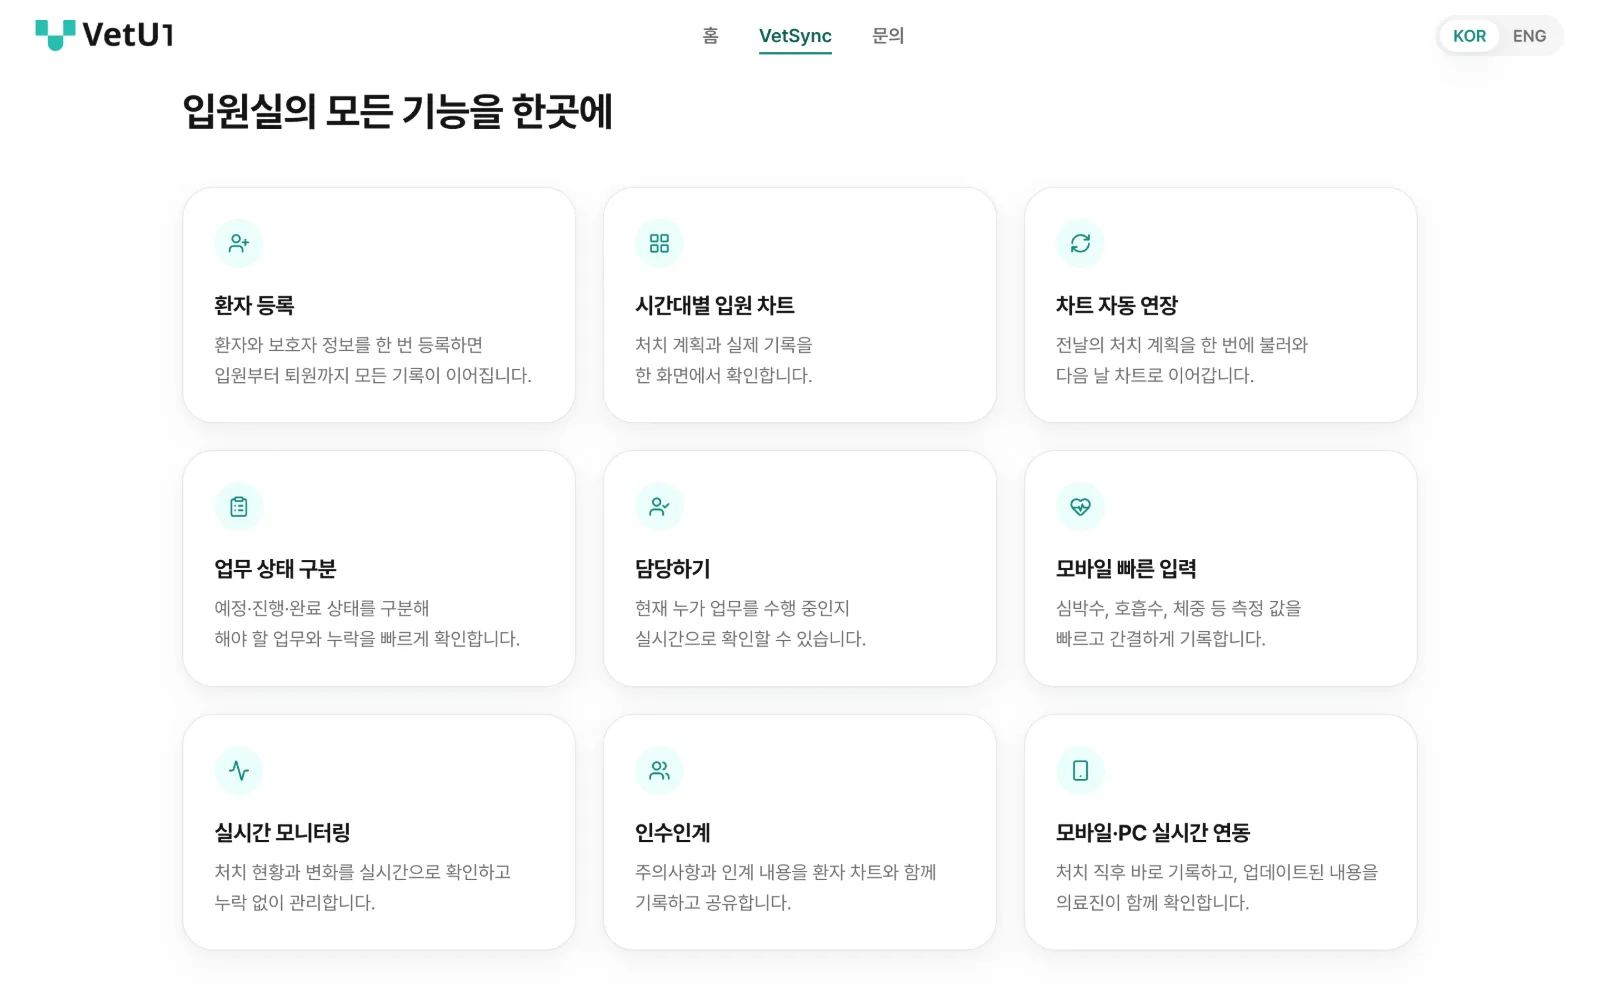 VetU1
홈
VetSync
문의
KOR
ENG
입원실의 모든 기능을 한곳에
환자 등록
환자와 보호자 정보를 한 번 등록하면
입원부터 퇴원까지 모든 기록이 이어집니다.
시간대별 입원 차트
처치 계획과 실제 기록을
한 화면에서 확인합니다.
차트 자동 연장
전날의 처치 계획을 한 번에 불러와
다음 날 차트로 이어갑니다.
업무 상태 구분
예정·진행·완료 상태를 구분해
해야 할 업무와 누락을 빠르게 확인합니다.
담당하기
현재 누가 업무를 수행 중인지
실시간으로 확인할 수 있습니다.
모바일 빠른 입력
심박수, 호흡수, 체중 등 측정 값을
빠르고 간결하게 기록합니다.
실시간 모니터링
처치 현황과 변화를 실시간으로 확인하고
누락 없이 관리합니다.
인수인계
주의사항과 인계 내용을 환자 차트와 함께
기록하고 공유합니다.
모바일·PC 실시간 연동
처치 직후 바로 기록하고, 업데이트된 내용을
의료진이 함께 확인합니다.